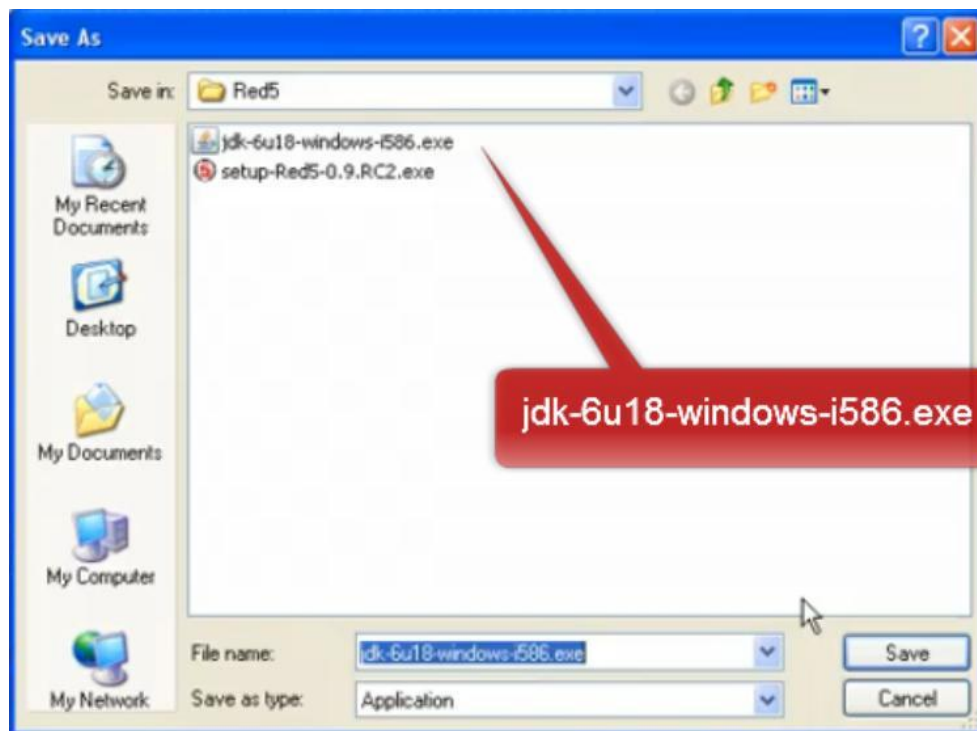 Save As
Save in:
Red5
jdk-6u18-windows-i586.exe
setup-Red5-0.9.RC2.exe
My Recent
Documents
Desktop
My Documents
My Computer
My Network
jdk-6u18-windows-i586.exe
File name:
jdk-6u18-windows-i586.exe
Save
Save as type:
Application
Cancel